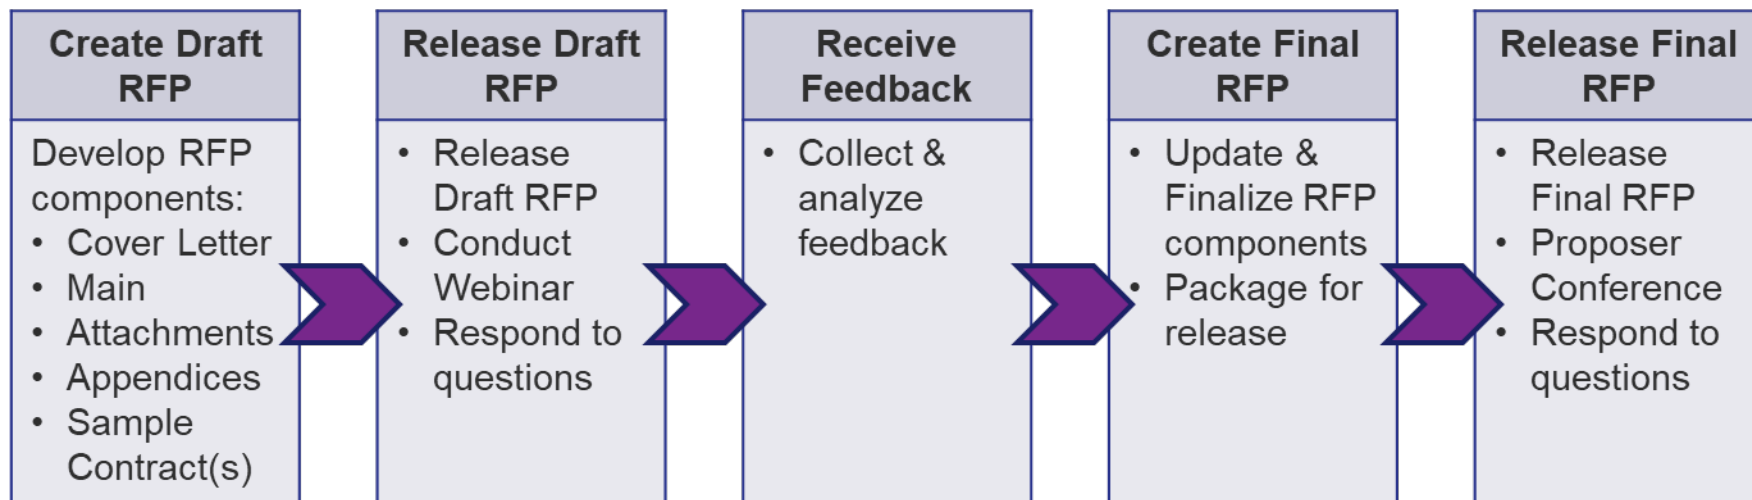 Create Draft
RFP
Develop RFP
components:
• Cover Letter
• Main
• Attachments
• Appendices
• Sample
Contract(s)
Release Draft
RFP
• Release
Draft RFP
• Conduct
Webinar
• Respond to
questions
Receive
Feedback
• Collect &
analyze
feedback
Create Final
RFP
• Update &
Finalize RFP
components
• Package for
release
Release Final
RFP
• Release
Final RFP
• Proposer
Conference
• Respond to
questions